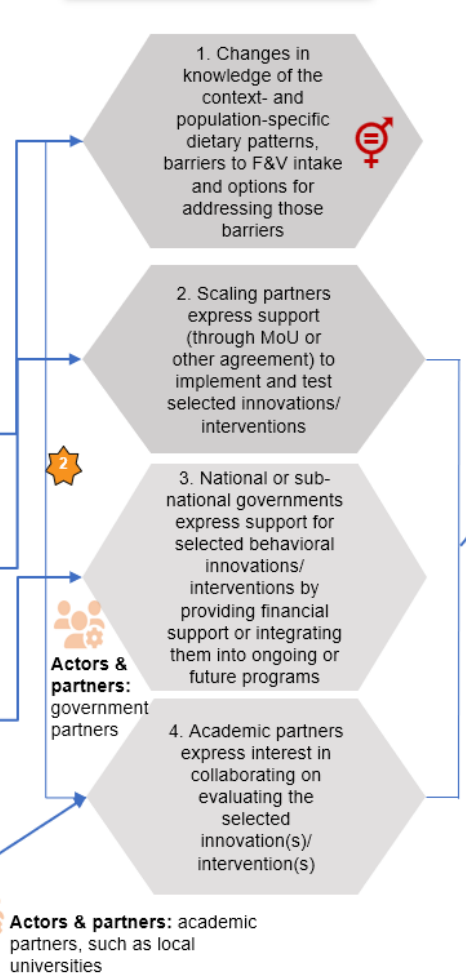 1. Changes in
knowledge of the
context- and
population-specific
dietary patterns,
barriers to F&V intake
and options for
addressing those
barriers
2. Scaling partners
express support
(through MoU or
other agreement) to
implement and test
selected innovations/
interventions
2
3. National or sub-
national governments
express support for
selected behavioral
innovations/
interventions by
providing financial
support or integrating
them into ongoing or
future programs
Actors &
partners:
government
partners
4. Academic partners
express interest in
collaborating on
evaluating the
selected
innovation(s)/
intervention(s)
Actors & partners: academic
partners, such as local
universities